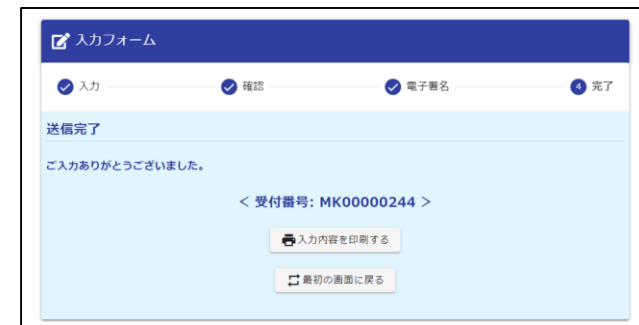 入力フォーム
入力 確認 電子署名 4 完了
送信完了
ご入力ありがとうございました。
＜ 受付番号: MK00000244 ＞
入力内容を印刷する
最初の画面に戻る